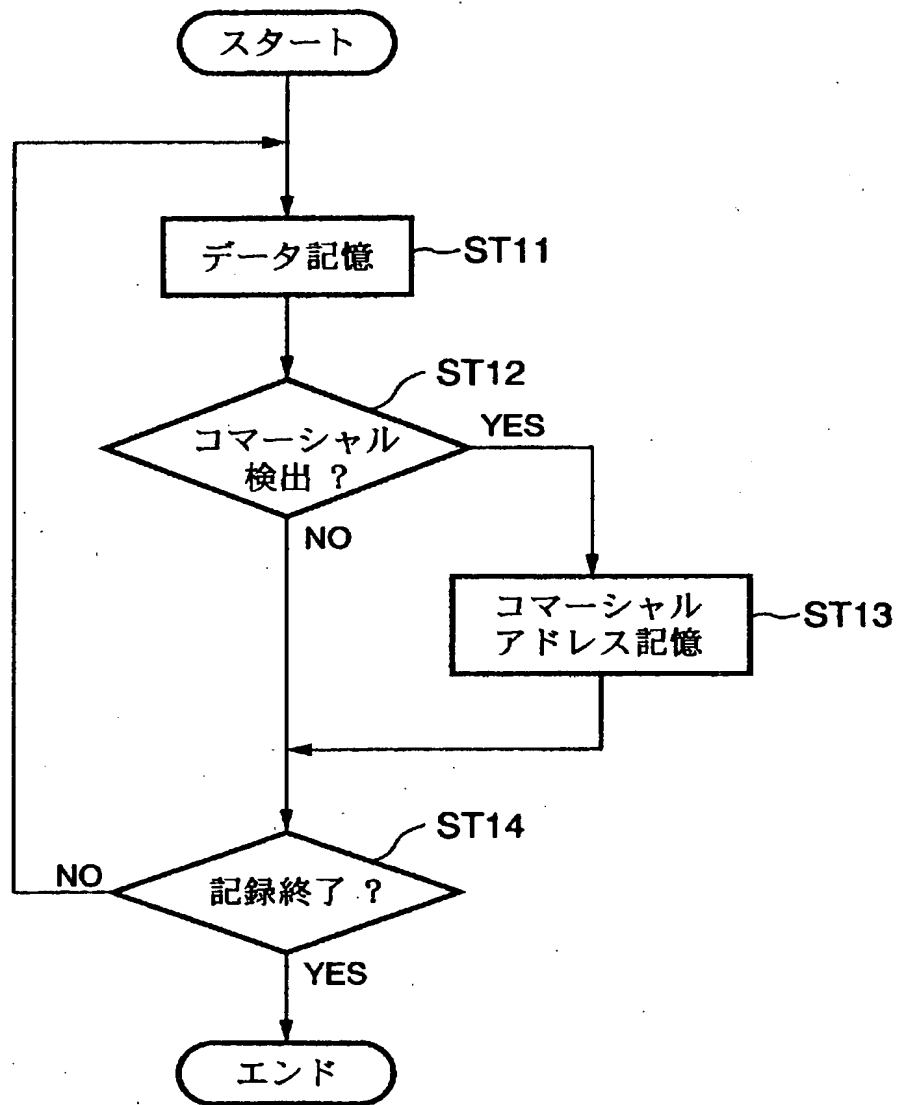 スタート
データ記憶
ST11
ST12
コマーシャル
検出 ?
YES
NO
コマーシャル
アドレス記憶
ST13
ST14
記録終了 ?
NO
YES
エンド